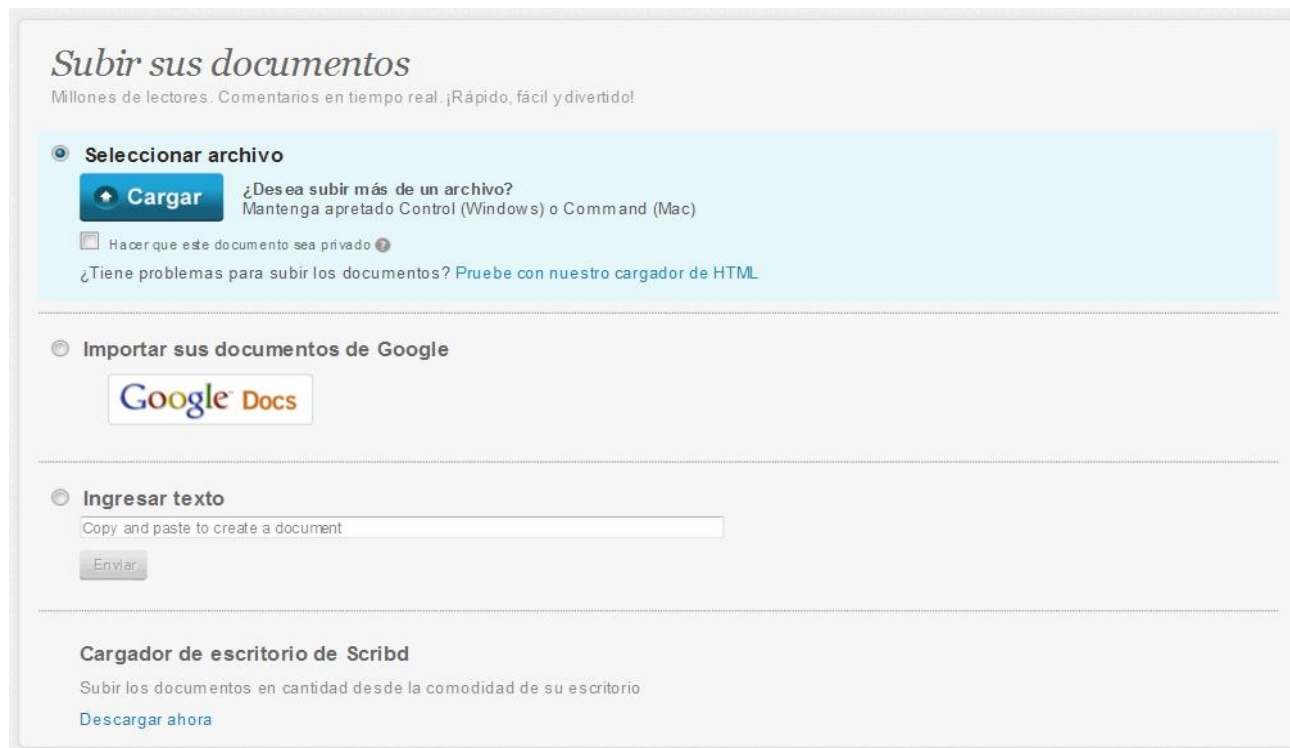 Subir sus documentos
Millones de lectores. Comentarios en tiempo real. ¡Rápido, fácil y divertido!
Seleccionar archivo
Cargar
¿Desea subir más de un archivo?
Mantenga apretado Control (Windows) o Command (Mac)
Hacer que este documento sea privado ?
¿Tiene problemas para subir los documentos? Pruebe con nuestro cargador de HTML
Importar sus documentos de Google
Google Docs
Ingresar texto
Copy and paste to create a document
Enviar
Cargador de escritorio de Scribd
Subir los documentos en cantidad desde la comodidad de su escritorio
Descargar ahora